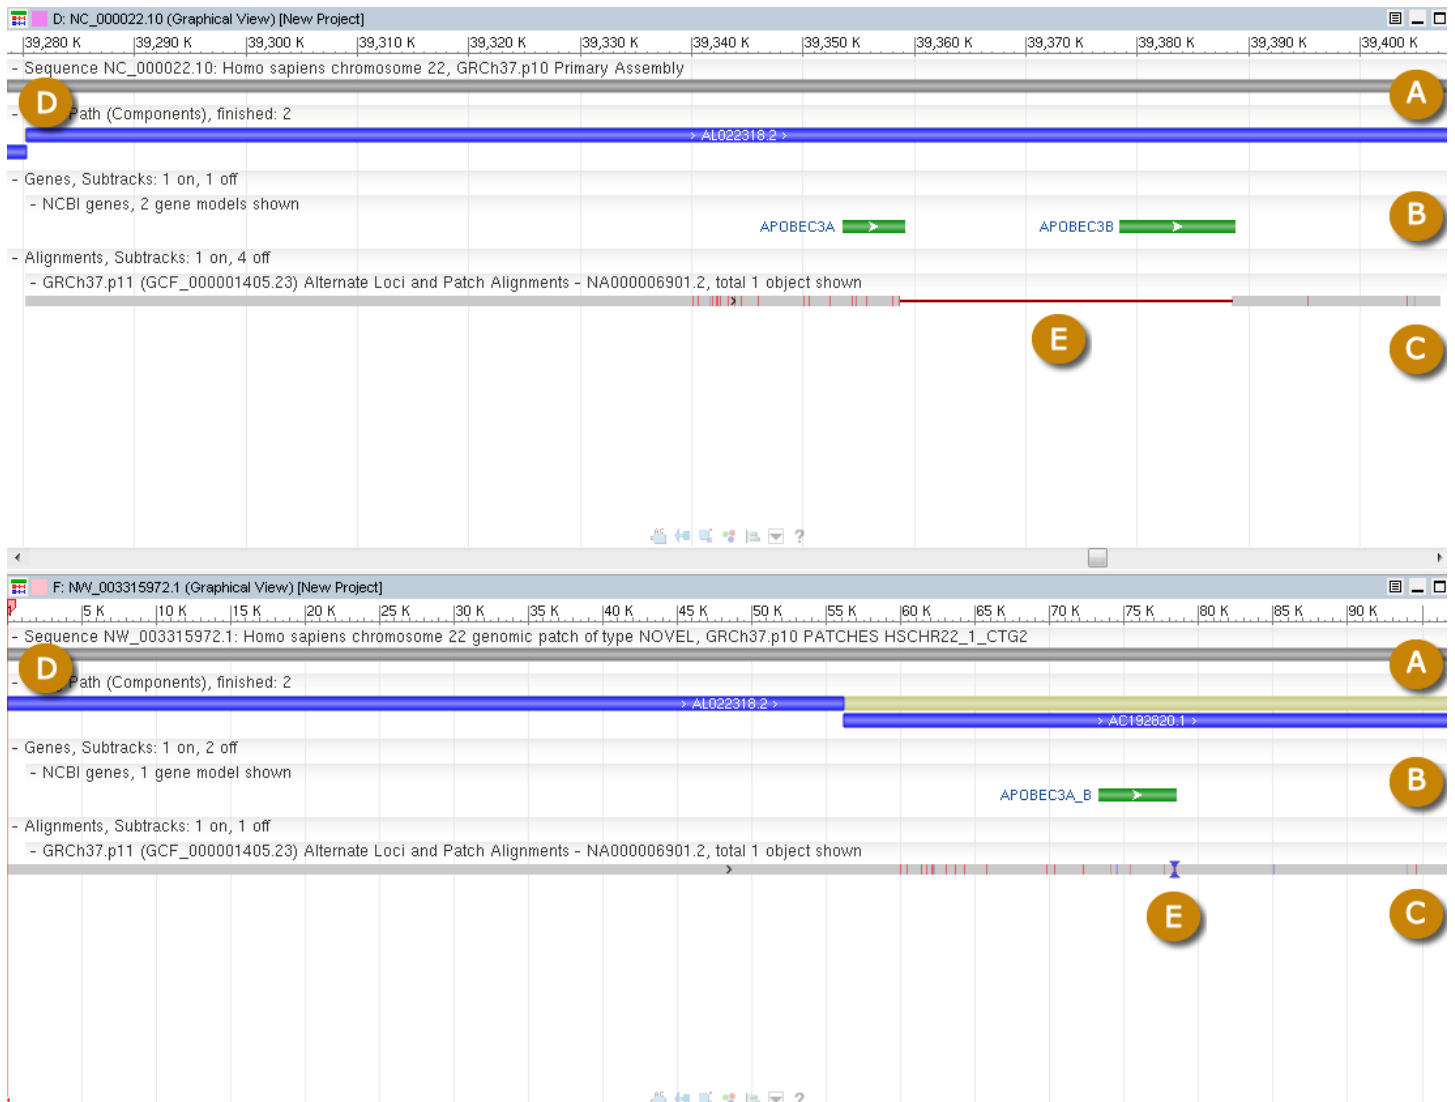 D: NC_000022.10 (Graphical View) [New Project]
39,280 K 39,290 K 39,300 K 39,310 K 39,320 K 39,330 K 39,340 K 39,350 K 39,360 K 39,370 K 39,380 K 39,390 K 39,400 K
- Sequence NC_000022.10: Homo sapiens chromosome 22, GRCh37.p10 Primary Assembly
D
A
- Path (Components), finished: 2
> AL022318.2 >
- Genes, Subtracks: 1 on, 1 off
- NCBI genes, 2 gene models shown
B
APOBEC3A
APOBEC3B
- Alignments, Subtracks: 1 on, 4 off
- GRCh37.p11 (GCF_000001405.23) Alternate Loci and Patch Alignments - NA000006901.2, total 1 object shown
E
C
?
F: NW_003315972.1 (Graphical View) [New Project]
1 5 K 10 K 15 K 20 K 25 K 30 K 35 K 40 K 45 K 50 K 55 K 60 K 65 K 70 K 75 K 80 K 85 K 90 K
- Sequence NW_003315972.1: Homo sapiens chromosome 22 genomic patch of type NOVEL, GRCh37.p10 PATCHES HSCHR22_1_CTG2
D
A
- Path (Components), finished: 2
> AL022318.2 >
> AC192820.1 >
- Genes, Subtracks: 1 on, 2 off
- NCBI genes, 1 gene model shown
B
APOBEC3A_B
- Alignments, Subtracks: 1 on, 1 off
- GRCh37.p11 (GCF_000001405.23) Alternate Loci and Patch Alignments - NA000006901.2, total 1 object shown
E
C
?